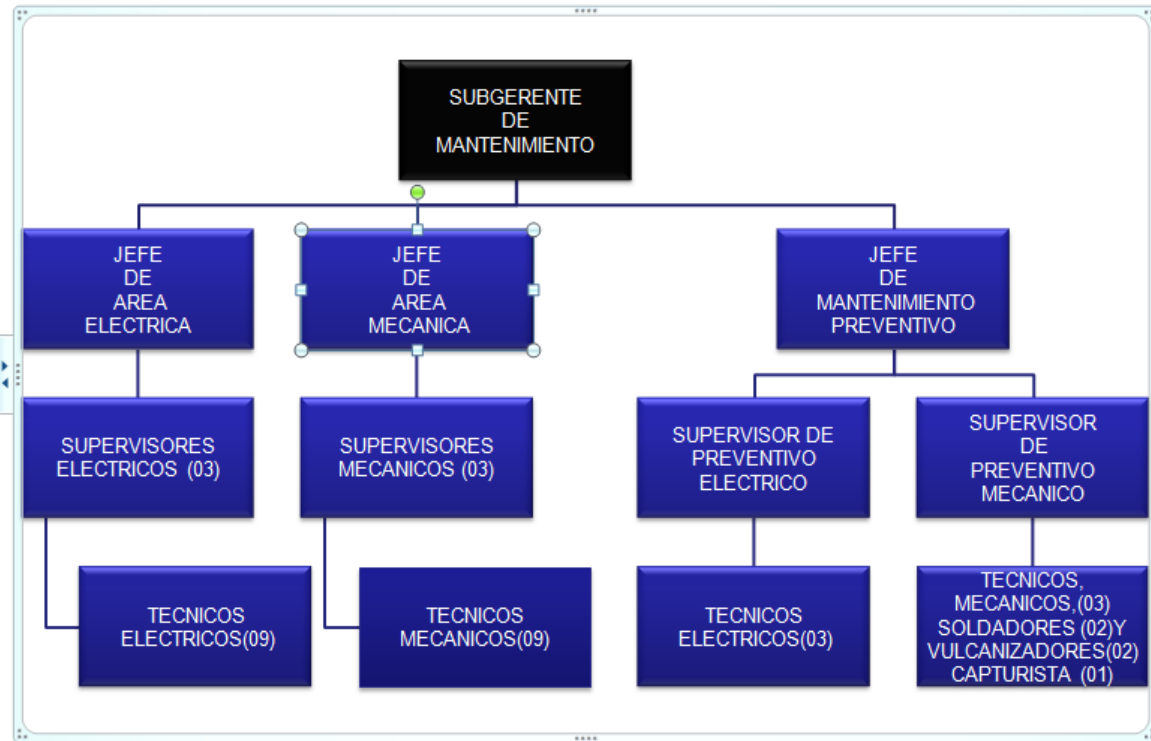 SUBGERENTE
DE
MANTENIMIENTO
JEFE
DE
AREA
ELECTRICA
JEFE
DE
AREA
MECANICA
JEFE
DE
MANTENIMIENTO
PREVENTIVO
SUPERVISORES
ELECTRICOS (03)
SUPERVISORES
MECANICOS (03)
SUPERVISOR DE
PREVENTIVO
ELECTRICO
SUPERVISOR
DE
PREVENTIVO
MECANICO
TECNICOS
ELECTRICOS(09)
TECNICOS
MECANICOS(09)
TECNICOS
ELECTRICOS(03)
TECNICOS,
MECANICOS,(03)
SOLDADORES (02)Y
VULCANIZADORES(02)
CAPTURISTA (01)